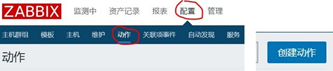 ZABBIX 监测中 资产记录 报表 配置 管理
主机群组 模板 主机 维护 动作 关联项事件 自动发现 服务
动作 创建动作